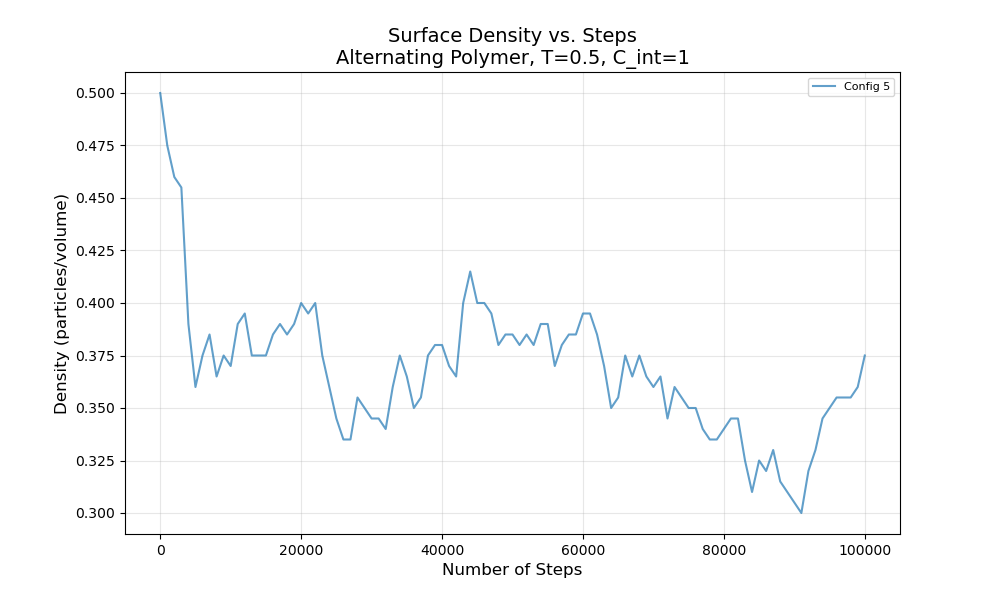 Surface Density vs. Steps
Alternating Polymer, T=0.5, C_int=1
Config 5
Density (particles/volume)
0.500
0.475
0.450
0.425
0.400
0.375
0.350
0.325
0.300
0 20000 40000 60000 80000 100000
Number of Steps